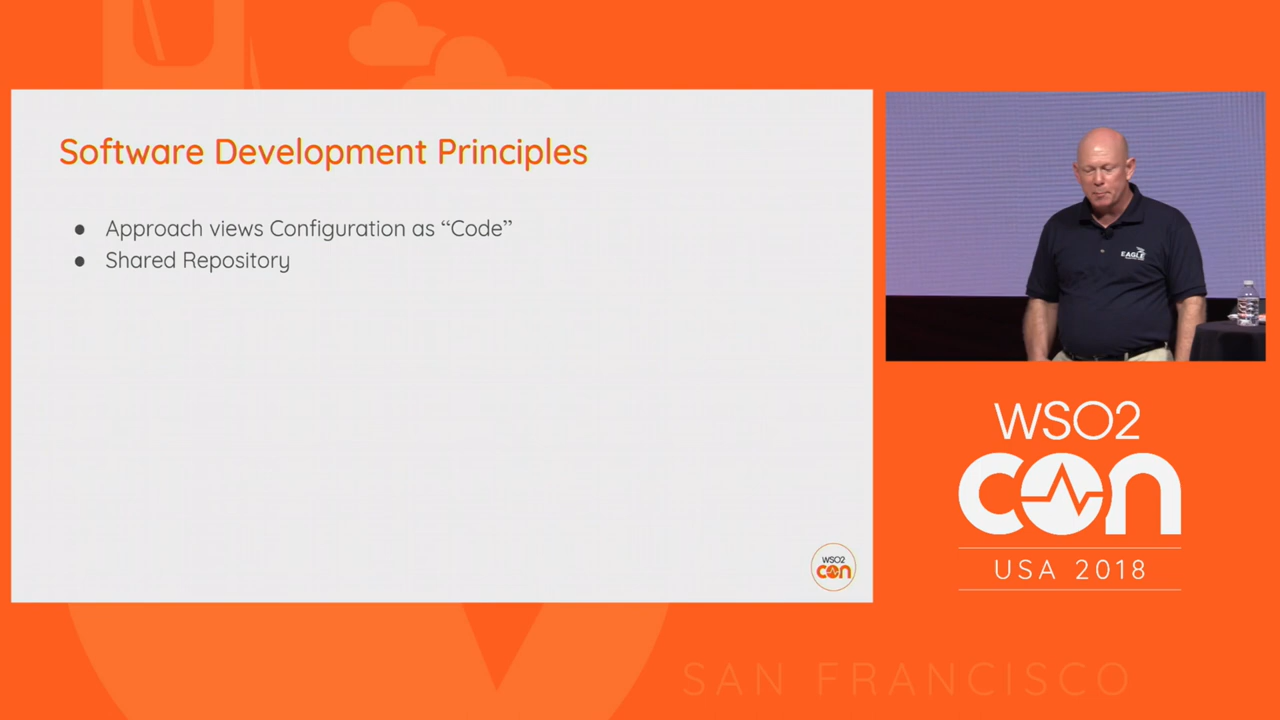 Software Development Principles
● Approach views Configuration as “Code”
● Shared Repository
WSO2
con
EAGLE
WSO2
con
USA 2018
SAN FRANCISCO